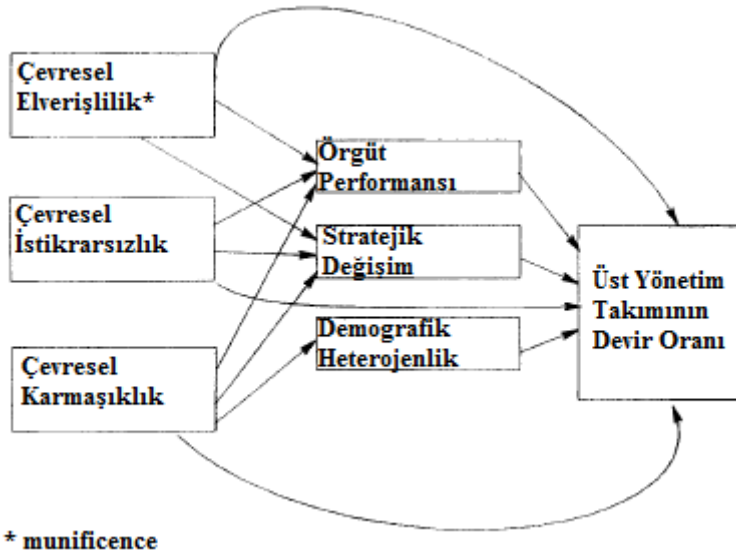 Çevresel
Elverişlilik*
Örgüt
Performansı
Çevresel
İstikrarsızlık
Stratejik
Değişim
Üst Yönetim
Takımının
Devir Oranı
Demografik
Heterojenlik
Çevresel
Karmaşıklık
* munificence